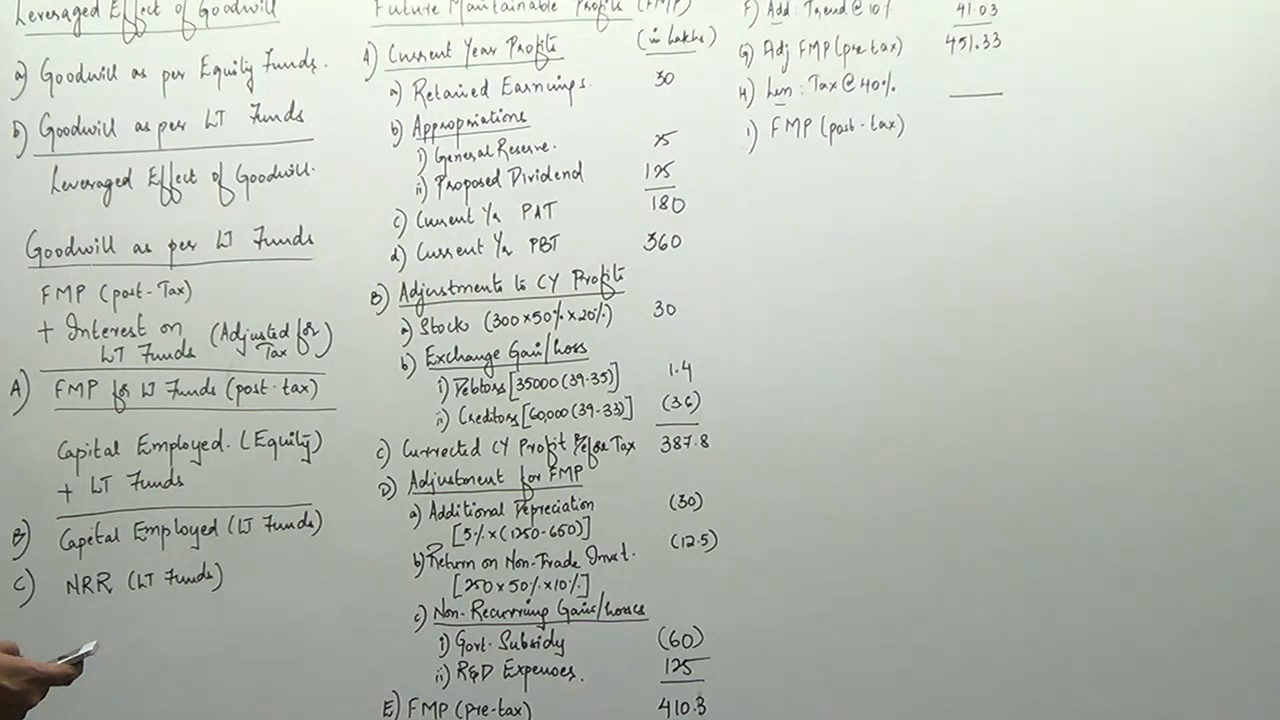 Leveraged Effect of Goodwill
a) Goodwill as per Equity Funds.
b) Goodwill as per LT Funds
Leveraged Effect of Goodwill.
Goodwill as per LT Funds
FMP (post-Tax)
+ Interest on LT Funds (Adjusted for Tax)
A) FMP for LT Funds (post-tax)
Capital Employed. (Equity)
+ LT Funds
B) Capital Employed (LT Funds)
C) NRR (LT Funds)
Future Maintainable Profits (FMP)
A) Current Year Profits (in Lakhs)
a) Retained Earnings. 30
b) Appropriations
i) General Reserve. 25
ii) Proposed Dividend 125
c) Current Yr PAT 180
d) Current Yr PBT 360
B) Adjustments to CY Profits
a) Stock (300×50%×20%) 30
b) Exchange Gain/Loss
i) Debtors [35000(39-35)] 1.4
ii) Creditors [60,000(39-33)] (3.6)
C) Currected CY Profit Before Tax 387.8
D) Adjustment for FMP
a) Additional Depreciation (30)
[5%×(1250-650)]
b) Return on Non-Trade Invt. (12.5)
[250×50%×10%]
c) Non-Recurring Gains/Losses
i) Govt. Subsidy (60)
ii) R&D Expenses. 125
E) FMP (Pre-tax) 410.3
F) Add: Trend @ 10% 41.03
G) Adj FMP (pre-tax) 451.33
H) Less: Tax @ 40%
I) FMP (post-tax)